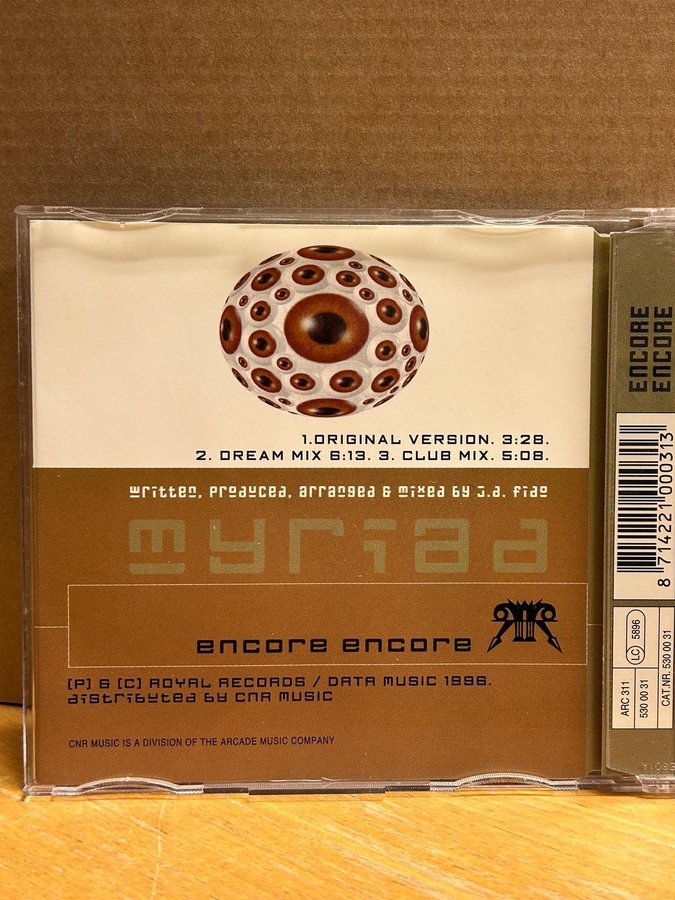 1.ORIGINAL VERSION. 3:28.
2. DREAM MIX 6:13. 3. CLUB MIX. 5:08.
written, produced, arranged & mixed by j.a. fiao
myriad
encore encore
[P] & [C] ROYAL RECORDS / DATA MUSIC 1996.
distributed by CNR MUSIC
CNR MUSIC IS A DIVISION OF THE ARCADE MUSIC COMPANY
ENCORE
ENCORE
8 714221 000313
LC 5896
ARC 311
530 00 31
CAT.NR. 530 00 31